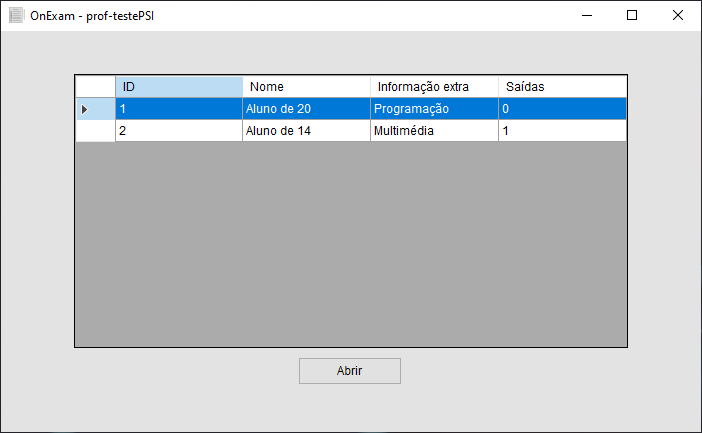 OnExam - prof-testePSI
ID Nome Informação extra Saídas
1 Aluno de 20 Programação 0
2 Aluno de 14 Multimédia 1
Abrir